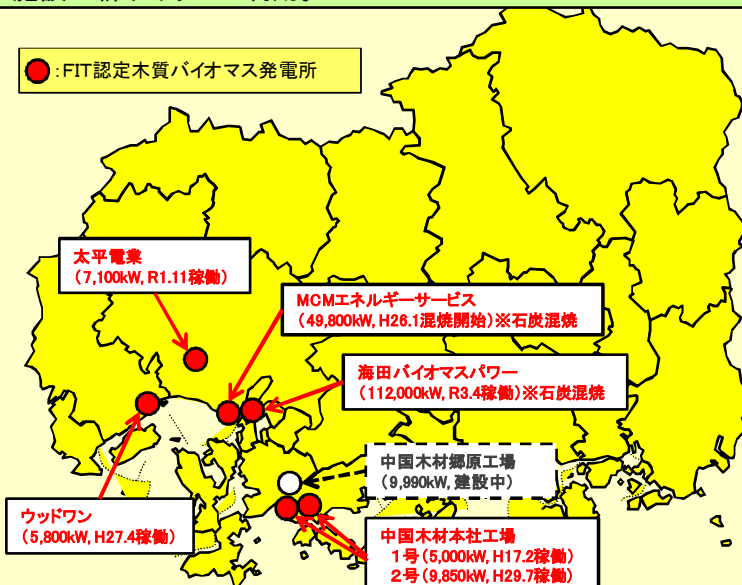 ：FIT認定木質バイオマス発電所
太平電業
（7,100kW, R1.11稼働）
MCMエネルギーサービス
（49,800kW, H26.1混焼開始）※石炭混焼
海田バイオマスパワー
（112,000kW, R3.4稼働）※石炭混焼
中国木材郷原工場
（9,990kW, 建設中）
ウッドワン
（5,800kW, H27.4稼働）
中国木材本社工場
1号（5,000kW, H17.2稼働）
2号（9,850kW, H29.7稼働）